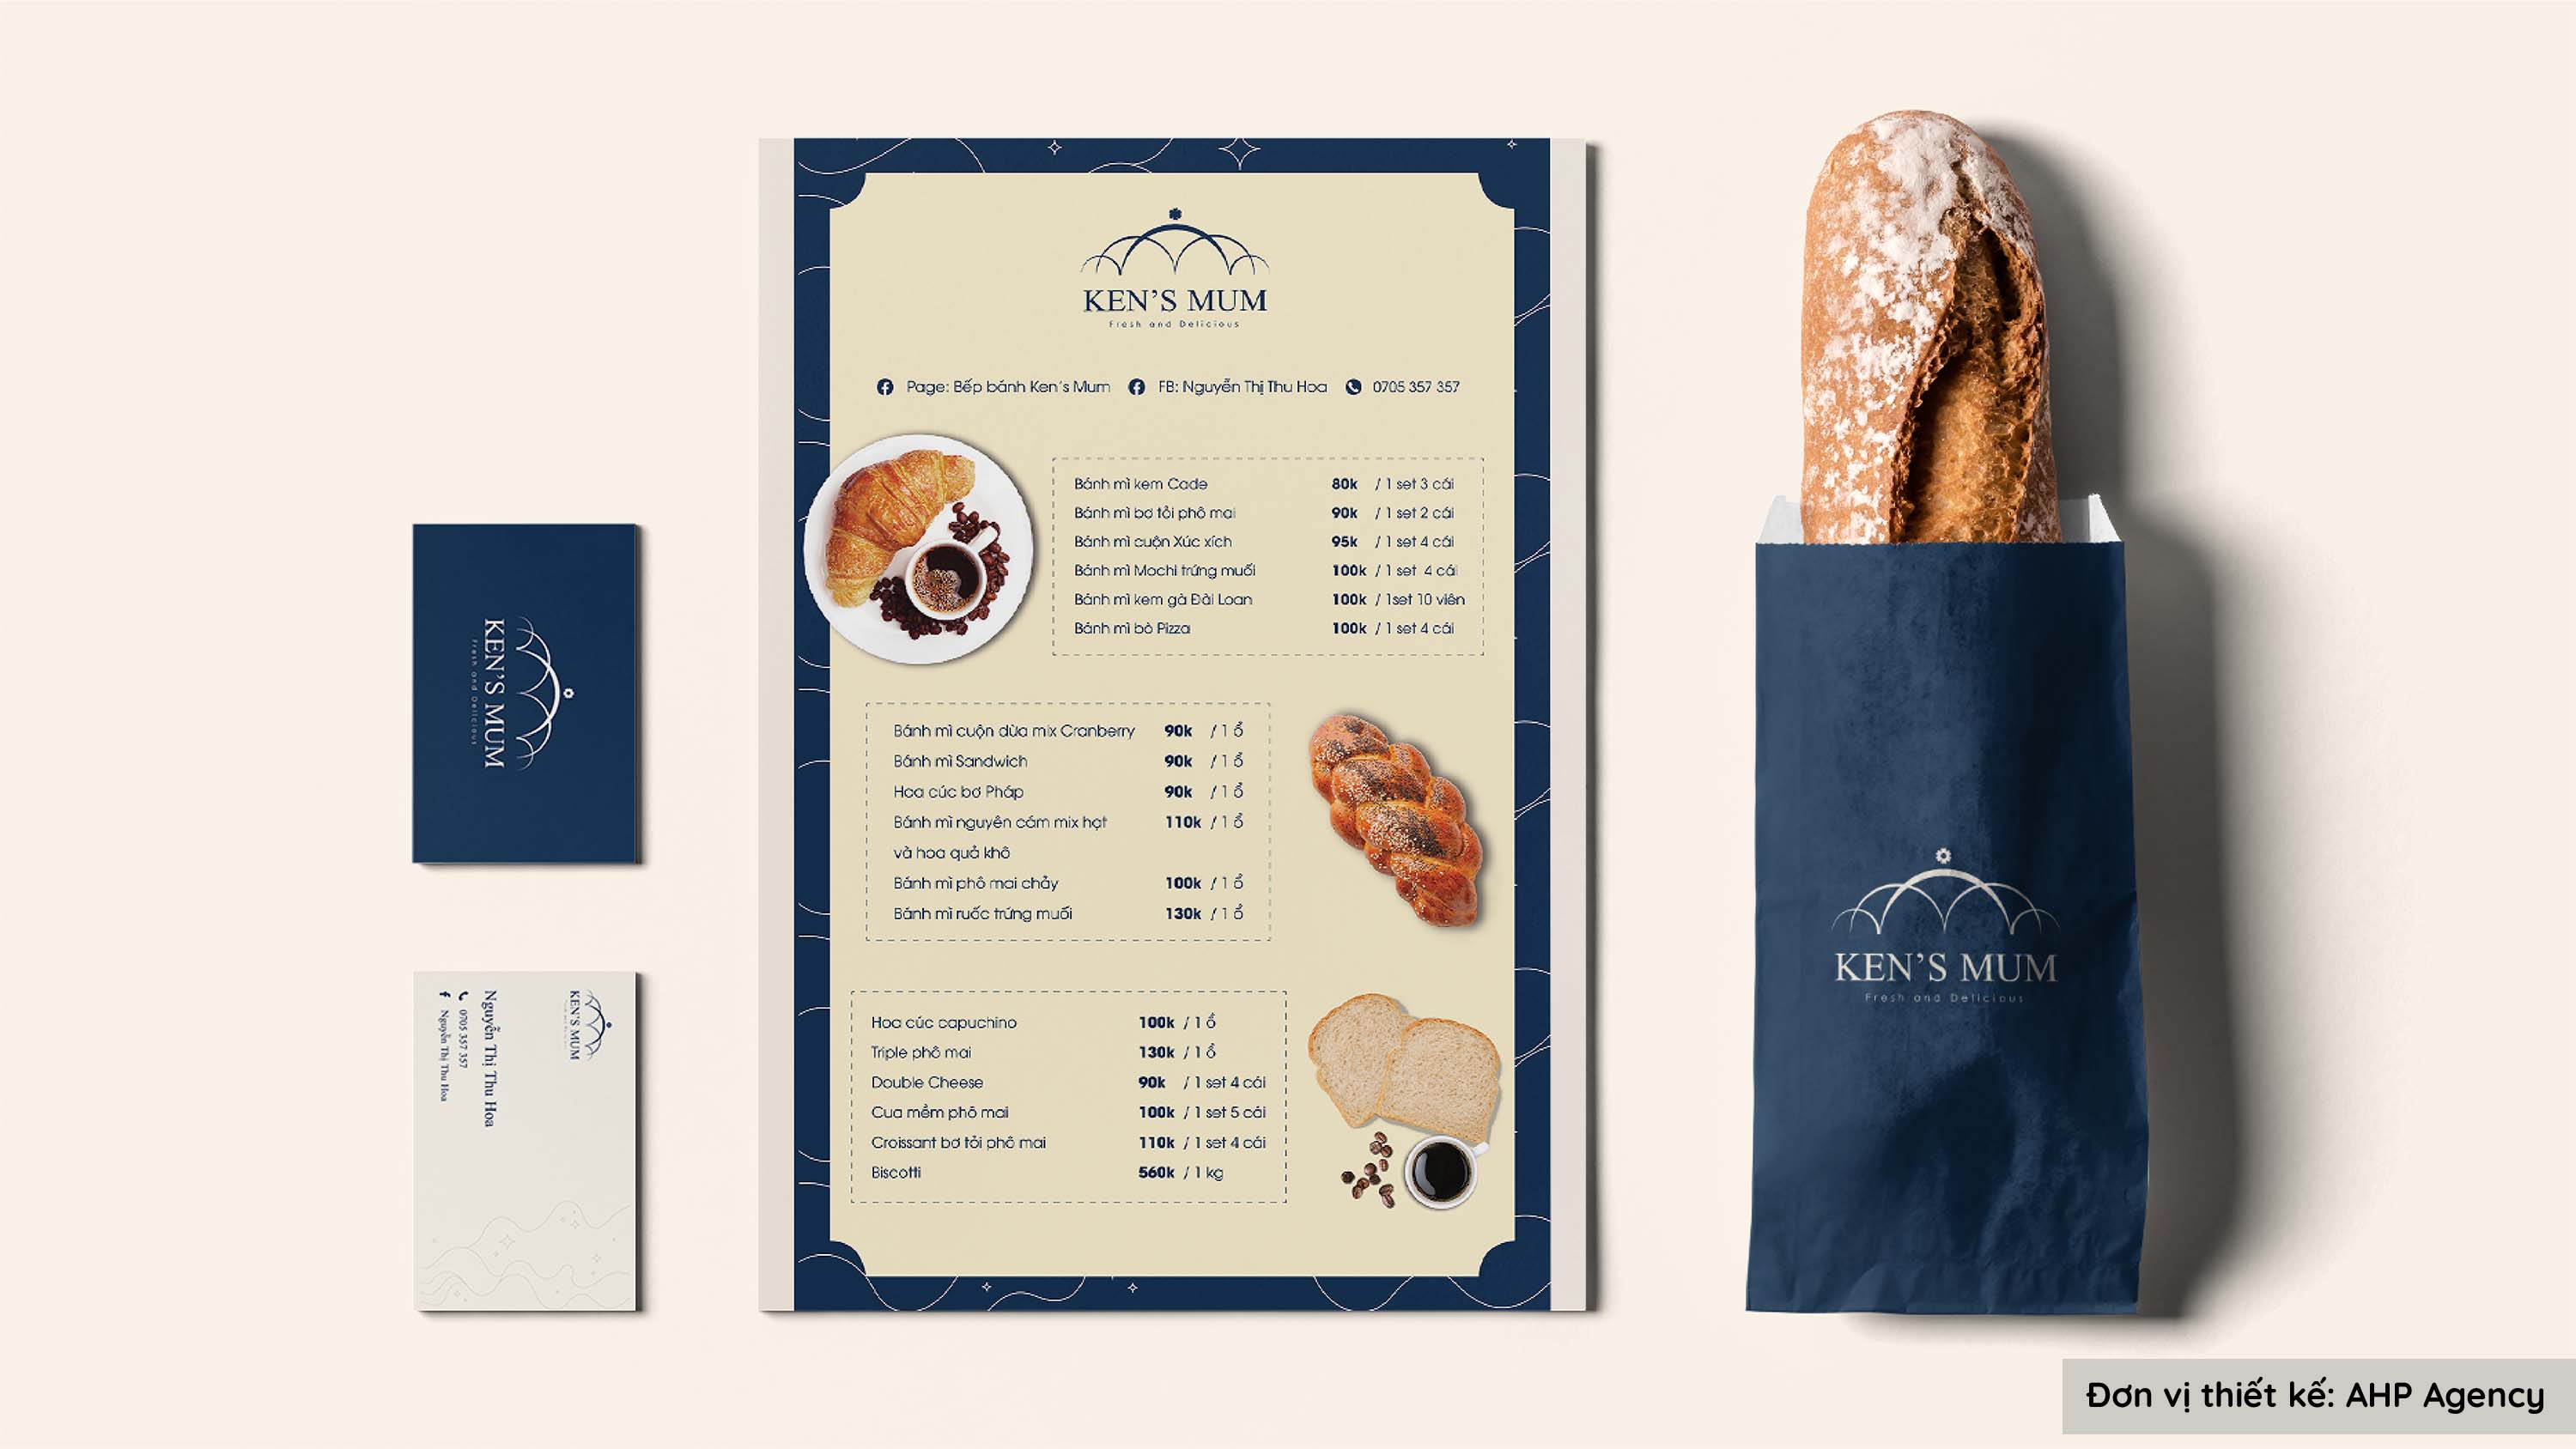 KEN'S MUM
Fresh and Delicious
KEN'S MUM
Nguyễn Thị Thu Hoa
0705 357 357
Nguyễn Thị Thu Hoa
KEN'S MUM
Fresh and Delicious
Page: Bếp bánh Ken's Mum FB: Nguyễn Thị Thu Hoa 0705 357 357
Bánh mì kem Cade 80k / 1 set 3 cái
Bánh mì bơ tỏi phô mai 90k / 1 set 2 cái
Bánh mì cuộn Xúc xích 95k / 1 set 4 cái
Bánh mì Mochi trứng muối 100k / 1 set 4 cái
Bánh mì kem gà Đài Loan 100k / 1set 10 viên
Bánh mì bò Pizza 100k / 1 set 4 cái
Bánh mì cuộn dừa mix Cranberry 90k / 1 ổ
Bánh mì Sandwich 90k / 1 ổ
Hoa cúc bơ Pháp 90k / 1 ổ
Bánh mì nguyên cám mix hạt 110k / 1 ổ
và hoa quả khô
Bánh mì phô mai chảy 100k / 1 ổ
Bánh mì ruốc trứng muối 130k / 1 ổ
Hoa cúc capuchino 100k / 1 ổ
Triple phô mai 130k / 1 ổ
Double Cheese 90k / 1 set 4 cái
Cua mềm phô mai 100k / 1 set 5 cái
Croissant bơ tỏi phô mai 110k / 1 set 4 cái
Biscotti 560k / 1 kg
KEN'S MUM
Fresh and Delicious
Đơn vị thiết kế: AHP Agency